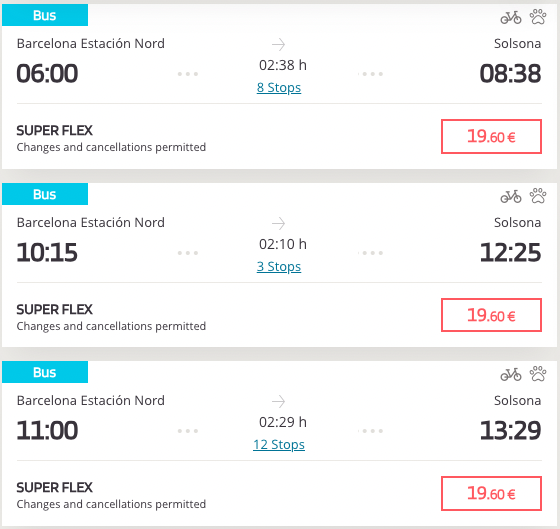 Bus
Barcelona Estación Nord Solsona
06:00 02:38 h 08:38
8 Stops
SUPER FLEX 19.60 €
Changes and cancellations permitted
Bus
Barcelona Estación Nord Solsona
10:15 02:10 h 12:25
3 Stops
SUPER FLEX 19.60 €
Changes and cancellations permitted
Bus
Barcelona Estación Nord Solsona
11:00 02:29 h 13:29
12 Stops
SUPER FLEX 19.60 €
Changes and cancellations permitted